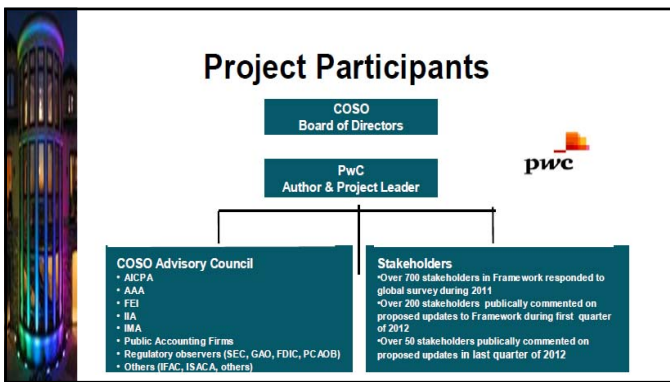 Project Participants
COSO
Board of Directors
PwC
Author & Project Leader
pwc
COSO Advisory Council
• AICPA
• AAA
• FEI
• IIA
• IMA
• Public Accounting Firms
• Regulatory observers (SEC, GAO, FDIC, PCAOB)
• Others (IFAC, ISACA, others)
Stakeholders
•Over 700 stakeholders in Framework responded to
global survey during 2011
•Over 200 stakeholders publically commented on
proposed updates to Framework during first quarter
of 2012
•Over 50 stakeholders publically commented on
proposed updates in last quarter of 2012